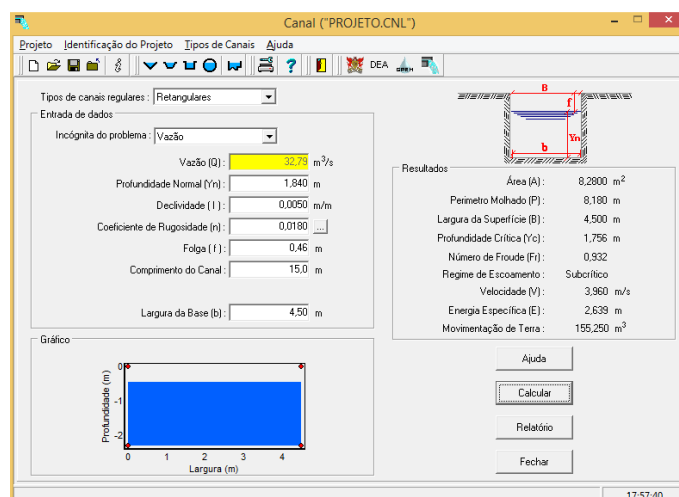 Canal ("PROJETO.CNL")
Projeto Identificação do Projeto Tipos de Canais Ajuda
DEA
Tipos de canais regulares : Retangulares
Entrada de dados
Incógnita do problema : Vazão
Vazão (Q) : 32,79 m³/s
Profundidade Normal (Yn) : 1,840 m
Declividade ( I ) : 0,0050 m/m
Coeficiente de Rugosidade (n) : 0,0180 ...
Folga ( f ) : 0,46 m
Comprimento do Canal : 15,0 m
Largura da Base (b) : 4,50 m
B
f
Yn
b
Resultados
Área (A) : 8,2800 m²
Perimetro Molhado (P) : 8,180 m
Largura da Superfície (B) : 4,500 m
Profundidade Crítica (Yc) : 1,756 m
Número de Froude (Fr) : 0,932
Regime de Escoamento : Subcrítico
Velocidade (V) : 3,960 m/s
Energia Específica (E) : 2,639 m
Movimentação de Terra : 155,250 m³
Gráfico
Profundidade (m)
0
-1
-2
0 1 2 3 4
Largura (m)
Ajuda
Calcular
Relatório
Fechar
17:57:40